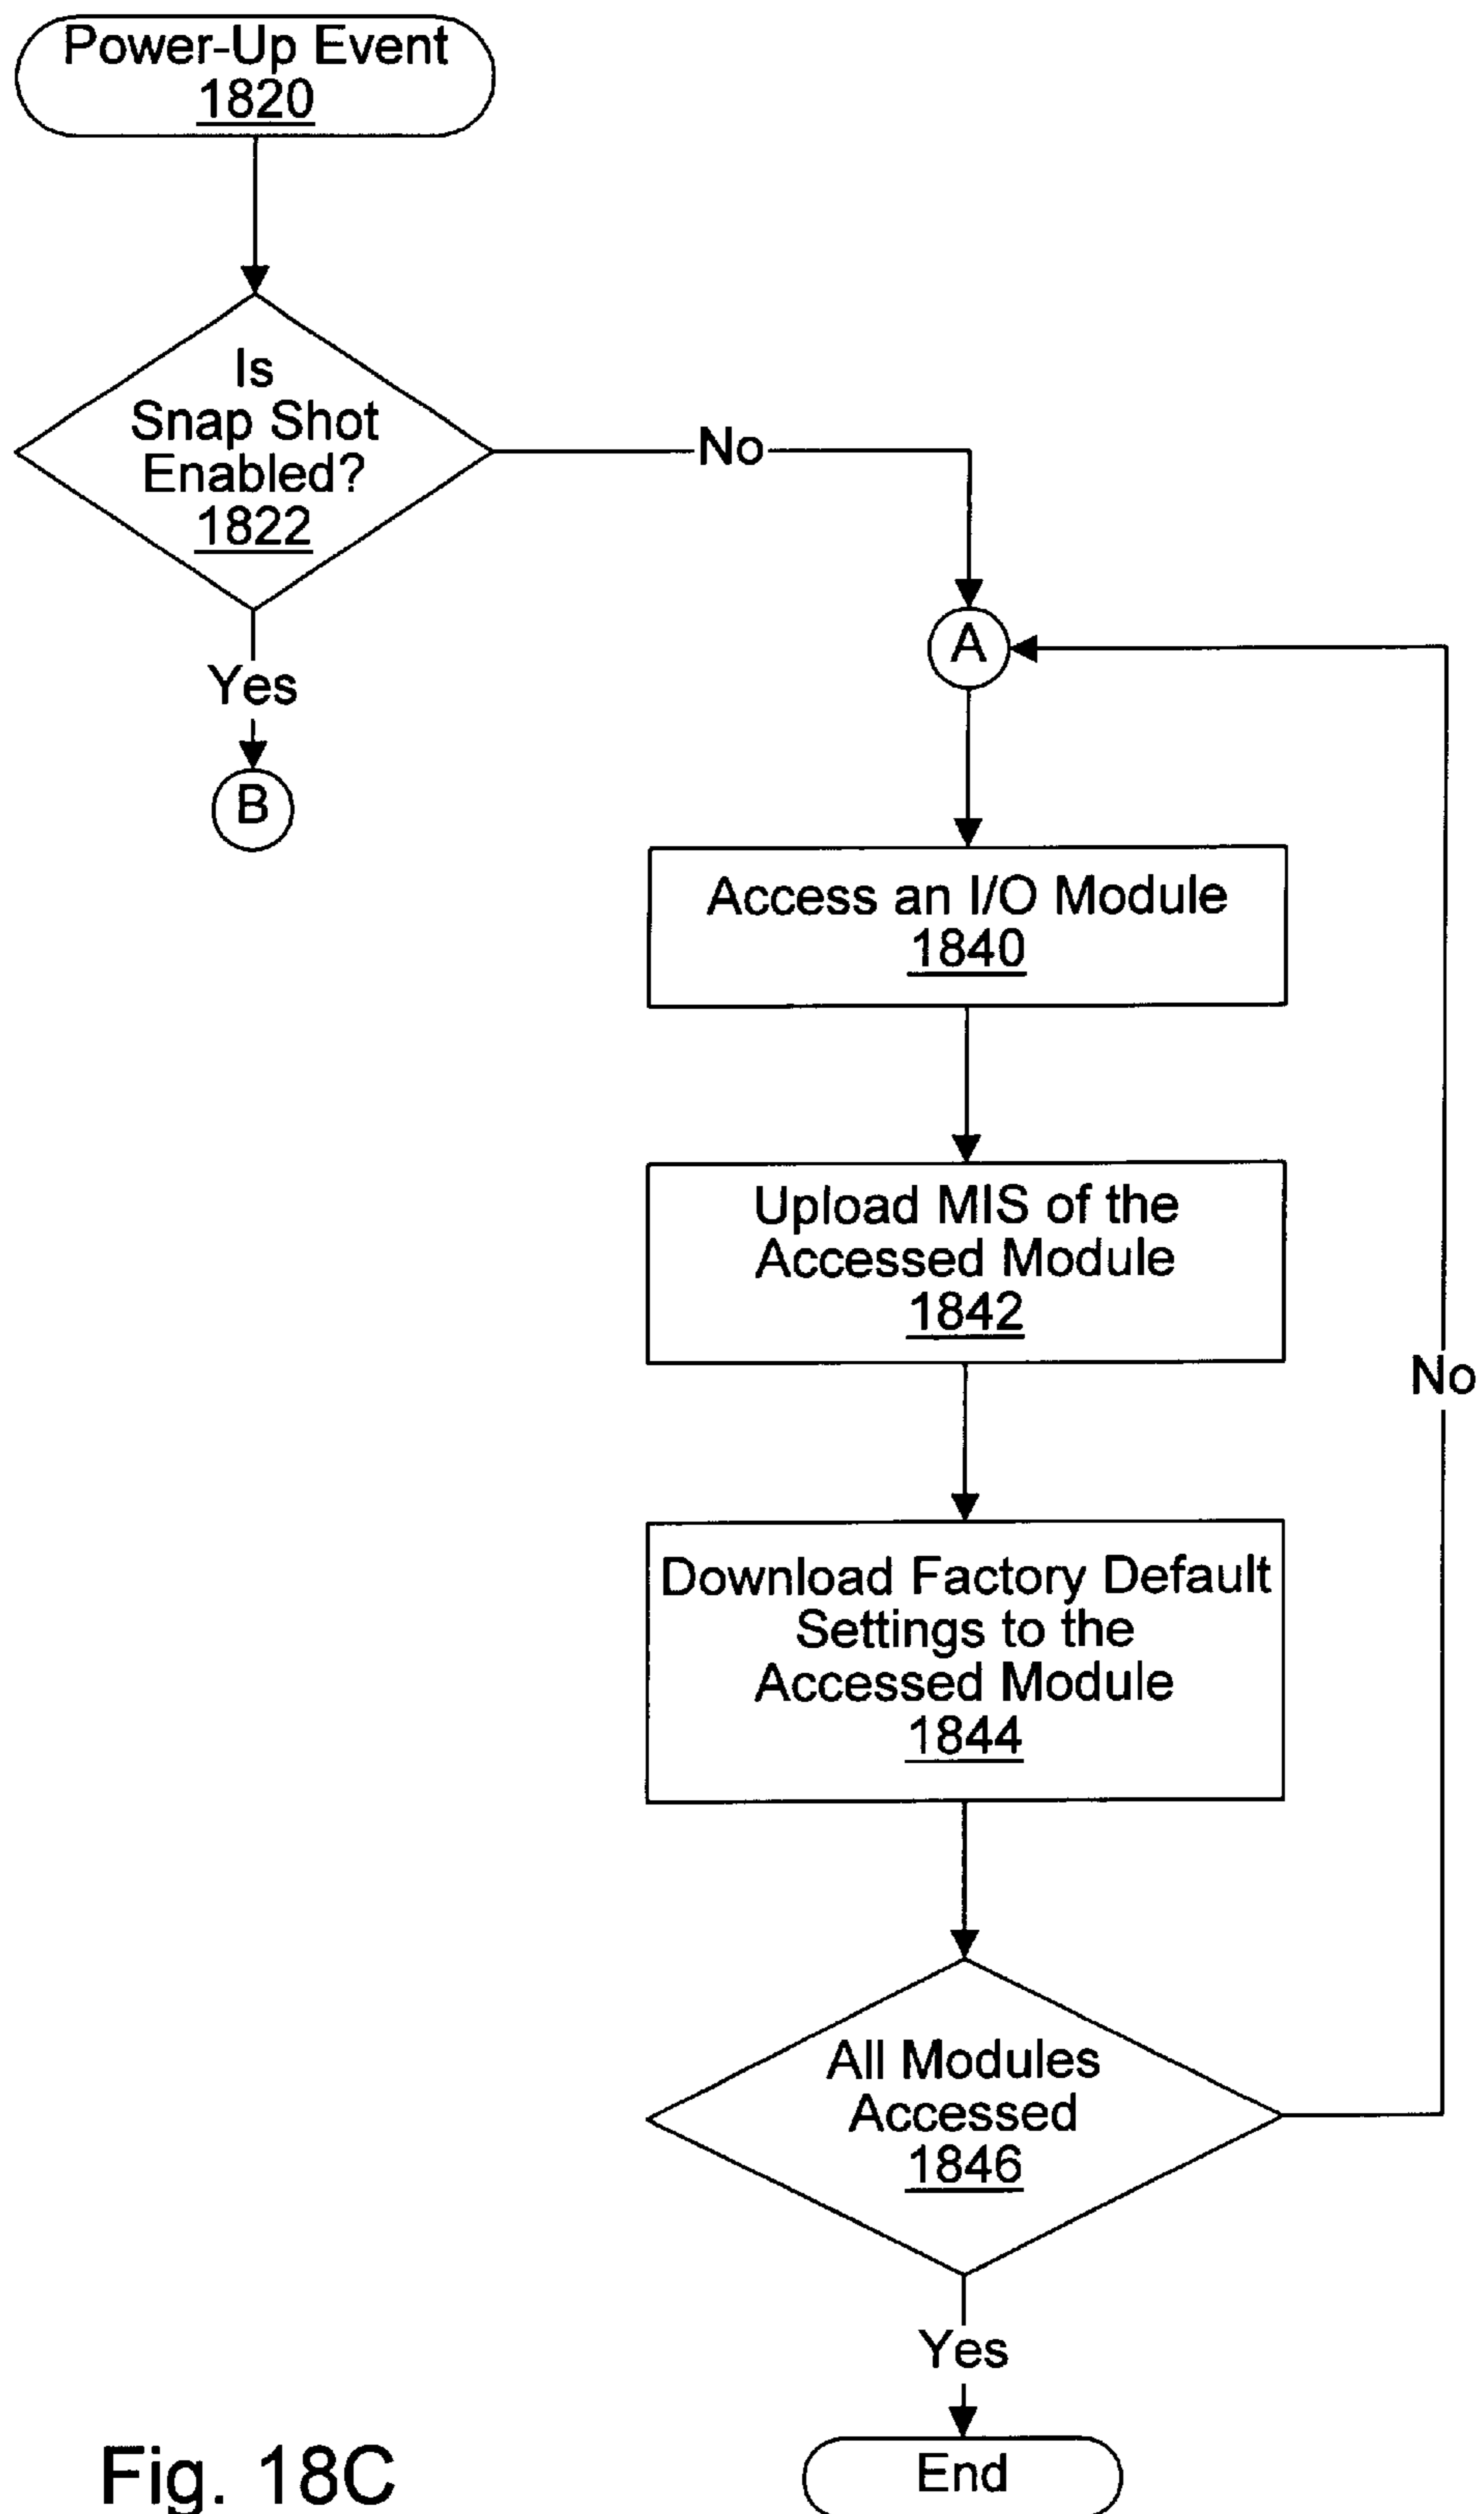 Power-Up Event
1820
Is
Snap Shot
Enabled?
1822
No
Yes
A
B
Access an I/O Module
1840
Upload MIS of the
Accessed Module
1842
No
Download Factory Default
Settings to the
Accessed Module
1844
All Modules
Accessed
1846
Yes
End
Fig. 18C